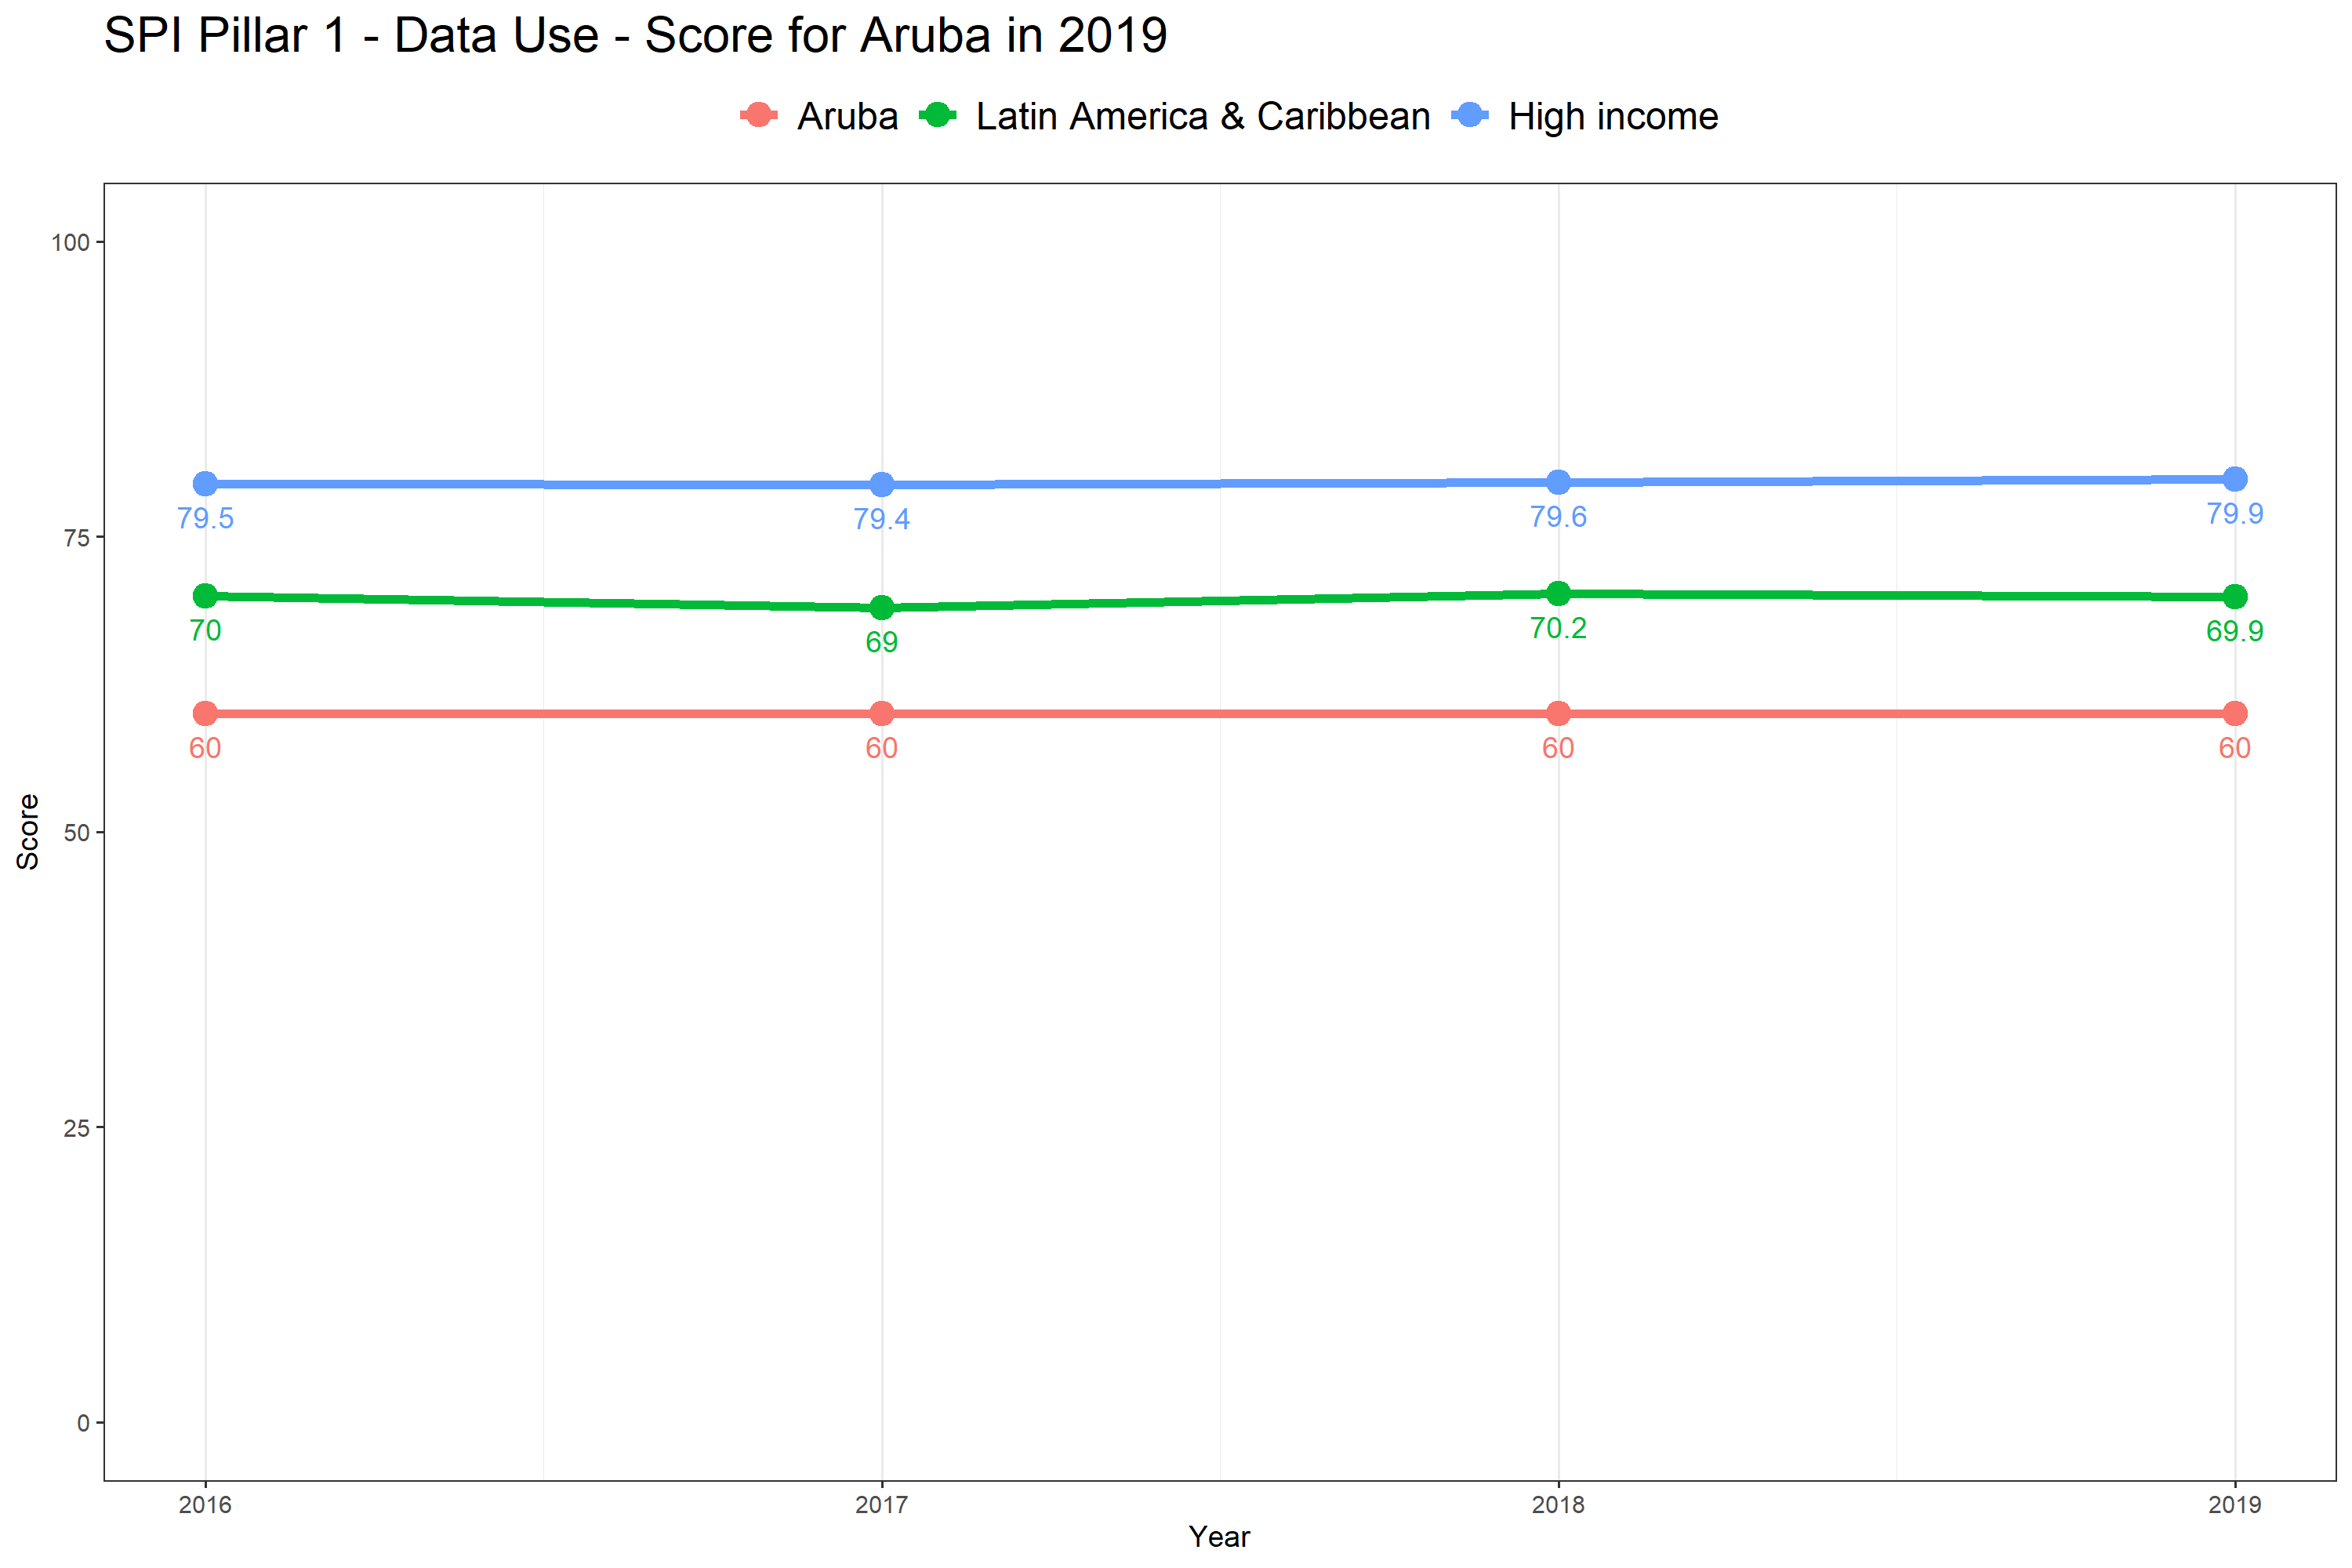 SPI Pillar 1 - Data Use - Score for Aruba in 2019
Aruba Latin America & Caribbean High income
100
75
50
25
0
Score
79.5 79.4 79.6 79.9
70 69 70.2 69.9
60 60 60 60
2016 2017 2018 2019
Year